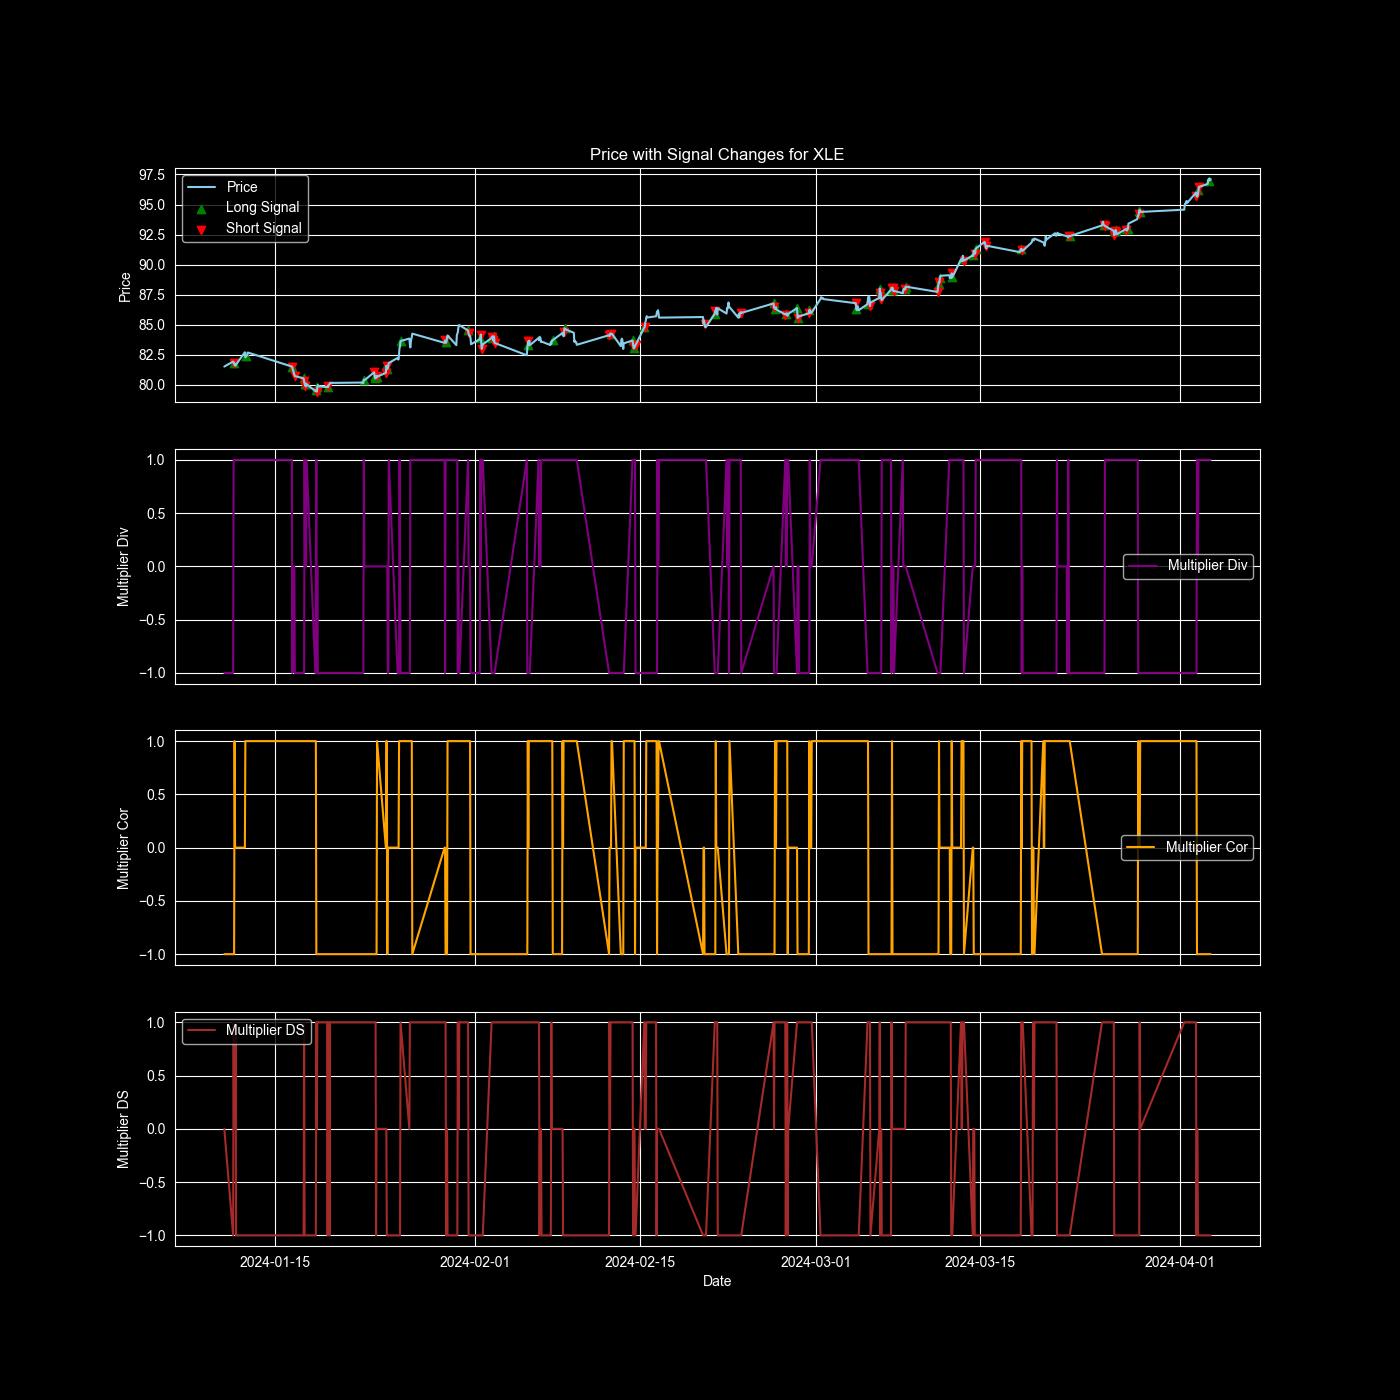 Price with Signal Changes for XLE
97.5
95.0
92.5
90.0
87.5
85.0
82.5
80.0
Price
Price
Long Signal
Short Signal
1.0
0.5
0.0
−0.5
−1.0
Multiplier Div
Multiplier Div
1.0
0.5
0.0
−0.5
−1.0
Multiplier Cor
Multiplier Cor
1.0
0.5
0.0
−0.5
−1.0
Multiplier DS
Multiplier DS
2024-01-15 2024-02-01 2024-02-15 2024-03-01 2024-03-15 2024-04-01
Date